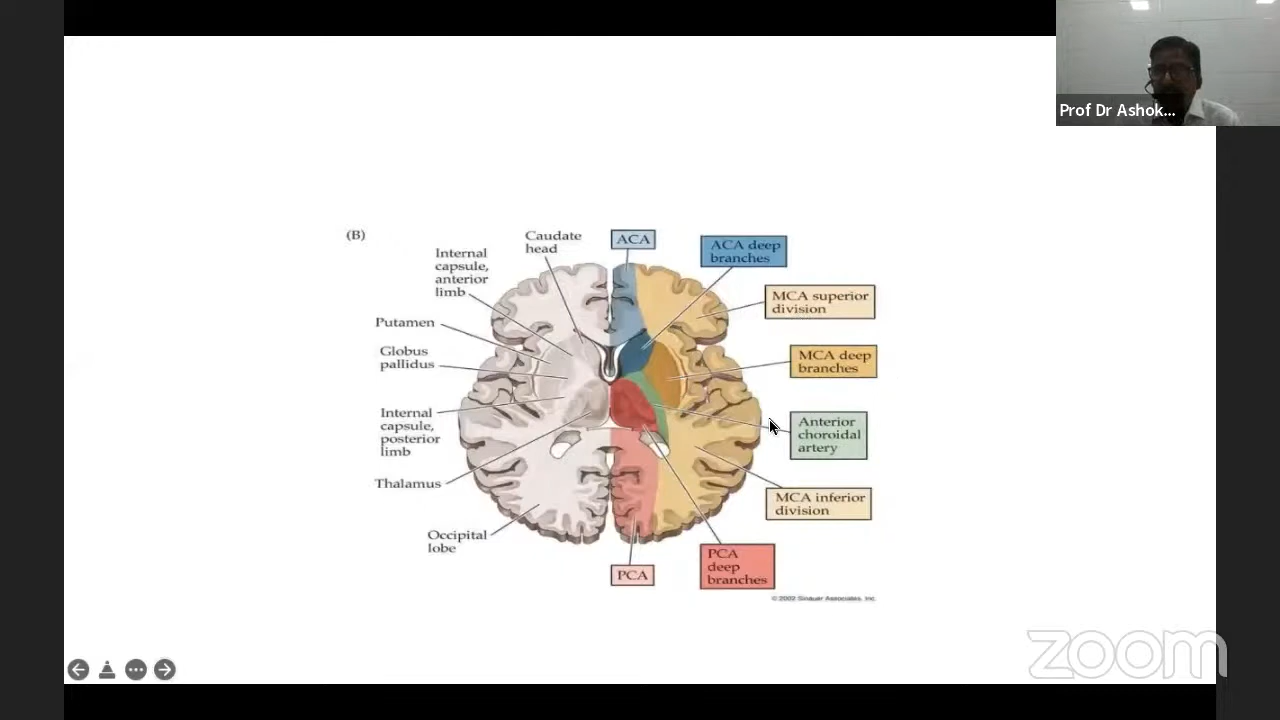 Prof Dr Ashok...
(B)
Caudate
head
ACA
ACA deep
branches
Internal
capsule,
anterior
limb
MCA superior
division
Putamen
Globus
pallidus
MCA deep
branches
Internal
capsule,
posterior
limb
Anterior
choroidal
artery
Thalamus
MCA inferior
division
Occipital
lobe
PCA
PCA
deep
branches
© 2002 Sinauer Associates, Inc.
zoom